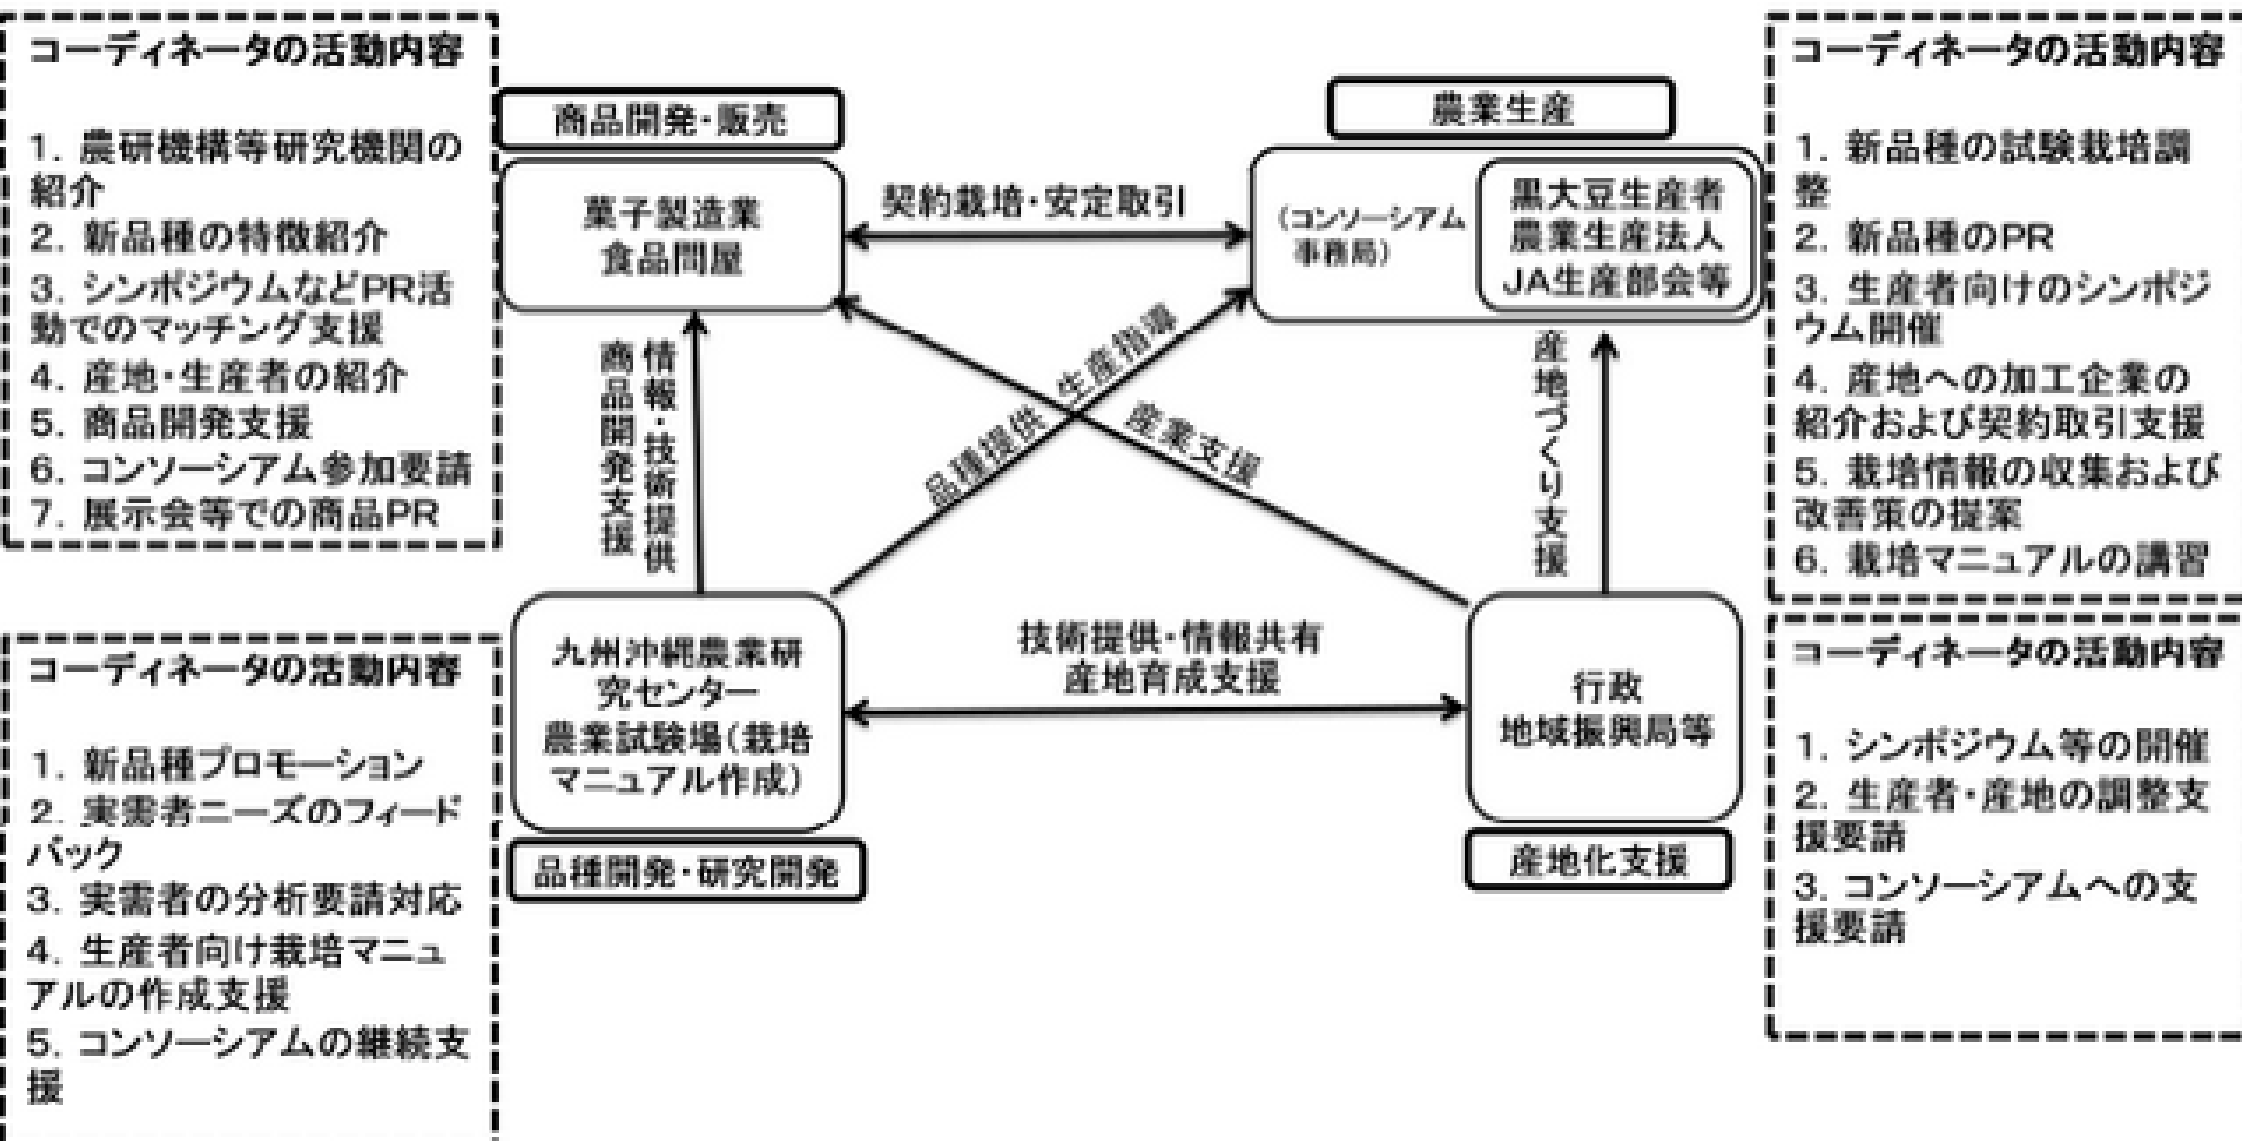 コーディネータの活動内容
1. 農研機構等研究機関の
紹介
2. 新品種の特徴紹介
3. シンポジウムなどPR活
動でのマッチング支援
4. 産地・生産者の紹介
5. 商品開発支援
6. コンソーシアム参加要請
7. 展示会等での商品PR
商品開発・販売
菓子製造業
食品問屋
契約栽培・安定取引
農業生産
(コンソーシアム
事務局)
黒大豆生産者
農業生産法人
JA生産部会等
コーディネータの活動内容
1. 新品種の試験栽培調
整
2. 新品種のPR
3. 生産者向けのシンポジ
ウム開催
4. 産地への加工企業の
紹介および契約取引支援
5. 栽培情報の収集および
改善策の提案
6. 栽培マニュアルの講習
情報・技術提供
商品開発支援
品種提供 生産指導
産業支援
産地づくり支援
コーディネータの活動内容
1. 新品種プロモーション
2. 実需者ニーズのフィード
バック
3. 実需者の分析要請対応
4. 生産者向け栽培マニュ
アルの作成支援
5. コンソーシアムの継続支
援
九州沖縄農業研
究センター
農業試験場(栽培
マニュアル作成)
品種開発・研究開発
技術提供・情報共有
産地育成支援
行政
地域振興局等
産地化支援
コーディネータの活動内容
1. シンポジウム等の開催
2. 生産者・産地の調整支
援要請
3. コンソーシアムへの支
援要請